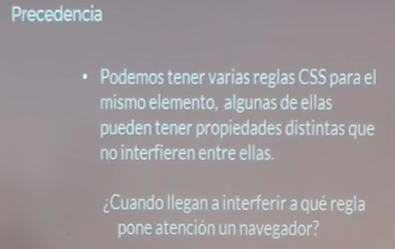 Precedencia
• Podemos tener varias reglas CSS para el
mismo elemento, algunas de ellas
pueden tener propiedades distintas que
no interfieren entre ellas.
¿Cuando llegan a interferir a qué regla
pone atención un navegador?